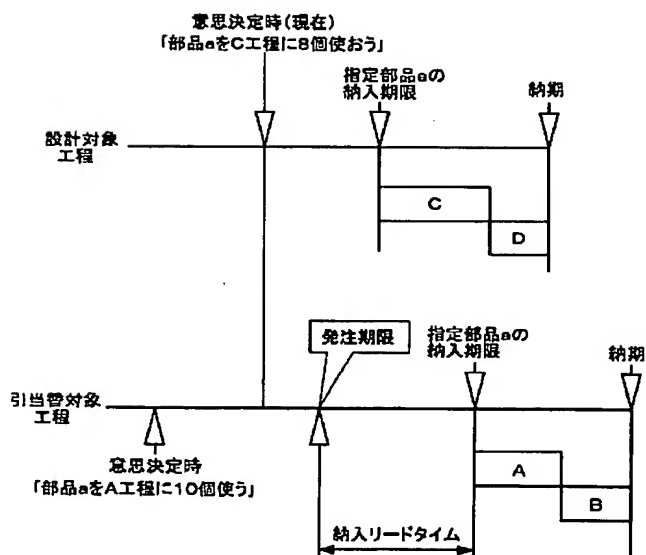 意思決定時(現在)
「部品aをC工程に8個使おう」
指定部品aの
納入期限
納期
設計対象
工程
C
D
発注期限
指定部品aの
納入期限
納期
引当替対象
工程
意思決定時
「部品aをA工程に10個使う」
A
B
納入リードタイム